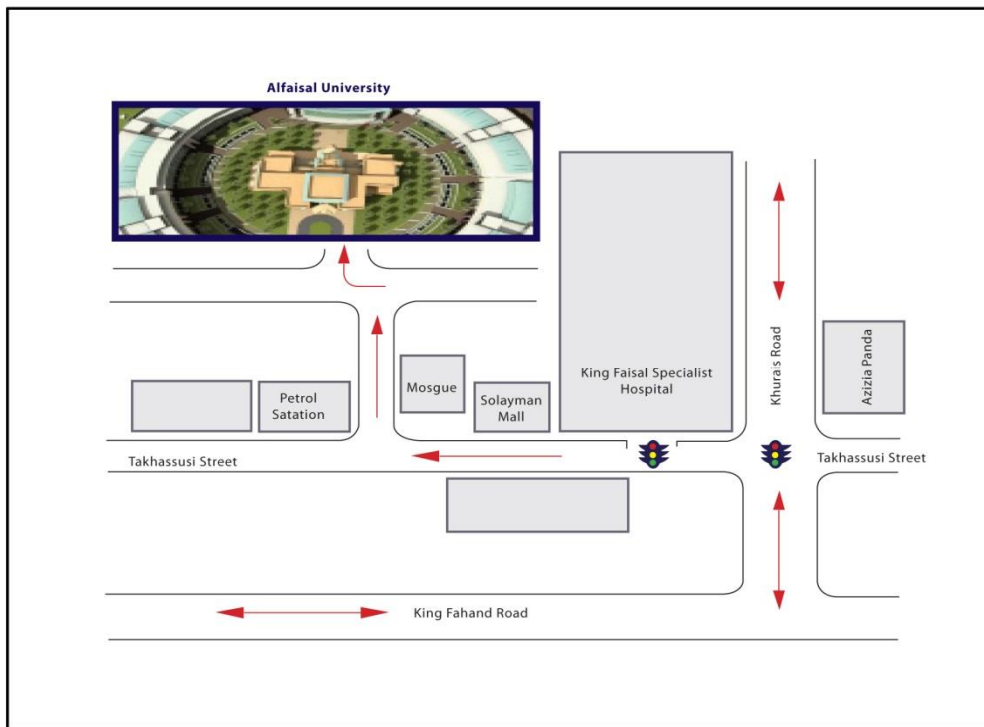 Alfaisal University
King Faisal Specialist
Hospital
Khurais Road
Azizia Panda
Mosgue
Solayman
Mall
Petrol
Satation
Takhassusi Street
Takhassusi Street
King Fahand Road